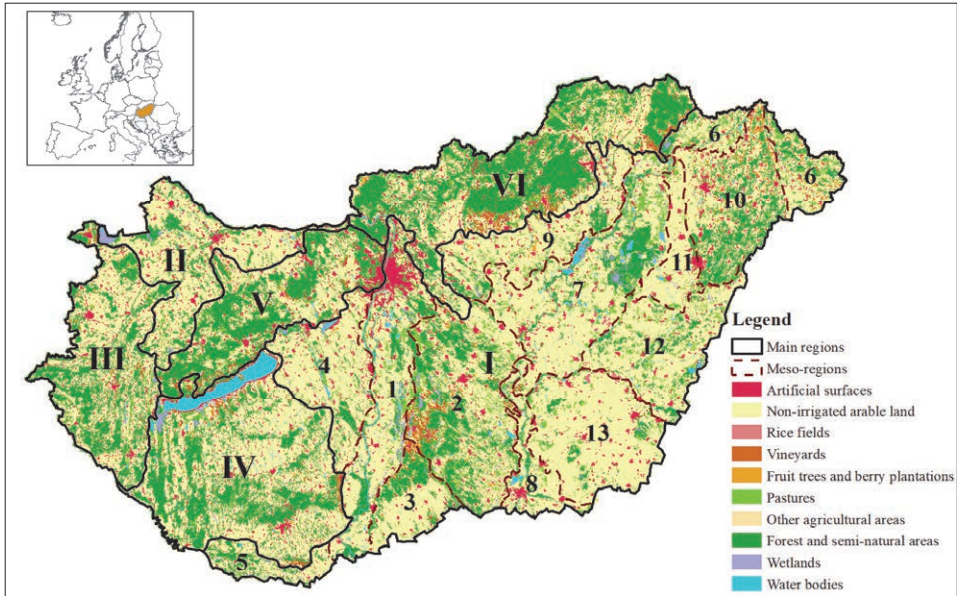 VI
6
6
10
II
9
11
V
7
III
I
12
4
1
2
13
IV
8
3
5
Legend
Main regions
Meso-regions
Artificial surfaces
Non-irrigated arable land
Rice fields
Vineyards
Fruit trees and berry plantations
Pastures
Other agricultural areas
Forest and semi-natural areas
Wetlands
Water bodies